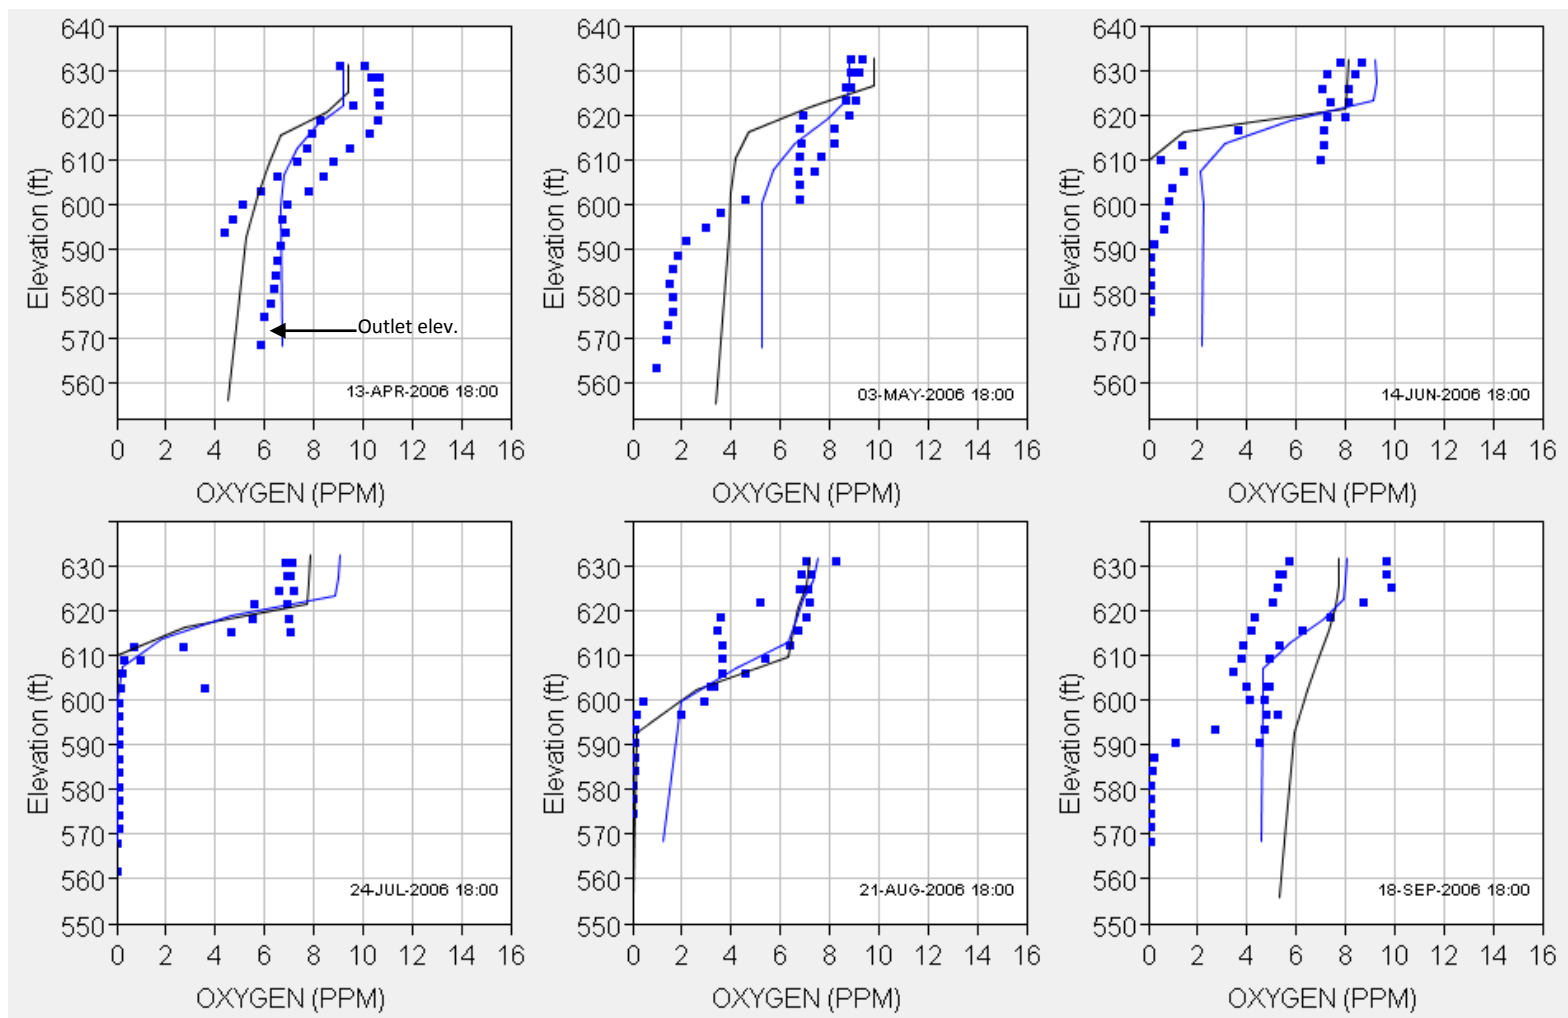 640
630
620
610
600
590
580
570
560
Elevation (ft)
Outlet elev.
13-APR-2006 18:00
0 2 4 6 8 10 12 14 16
OXYGEN (PPM)
640
630
620
610
600
590
580
570
560
Elevation (ft)
03-MAY-2006 18:00
0 2 4 6 8 10 12 14 16
OXYGEN (PPM)
640
630
620
610
600
590
580
570
560
Elevation (ft)
14-JUN-2006 18:00
0 2 4 6 8 10 12 14 16
OXYGEN (PPM)
630
620
610
600
590
580
570
560
550
Elevation (ft)
24-JUL-2006 18:00
0 2 4 6 8 10 12 14 16
OXYGEN (PPM)
630
620
610
600
590
580
570
560
550
Elevation (ft)
21-AUG-2006 18:00
0 2 4 6 8 10 12 14 16
OXYGEN (PPM)
630
620
610
600
590
580
570
560
550
Elevation (ft)
18-SEP-2006 18:00
0 2 4 6 8 10 12 14 16
OXYGEN (PPM)